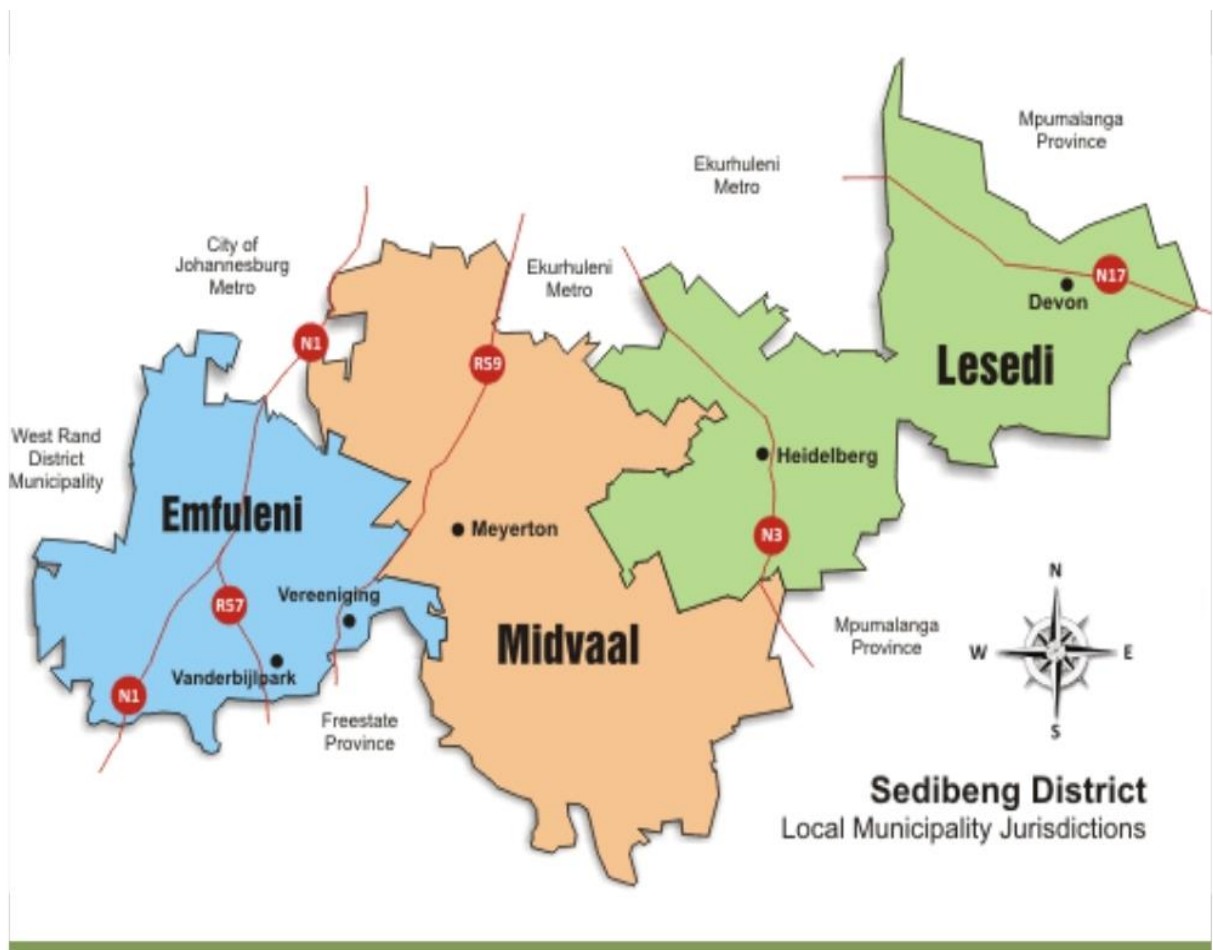 Mpumalanga
Province
Ekurhuleni
Metro
City of
Johannesburg
Metro
Ekurhuleni
Metro
N17
Devon
N1
R59
Lesedi
West Rand
District
Municipality
Heidelberg
Emfuleni
Meyerton
N3
N
Vereeniging
R57
Midvaal
Mpumalanga
Province
W
E
Vanderbijlpark
N1
Freestate
Province
S
Sedibeng District
Local Municipality Jurisdictions